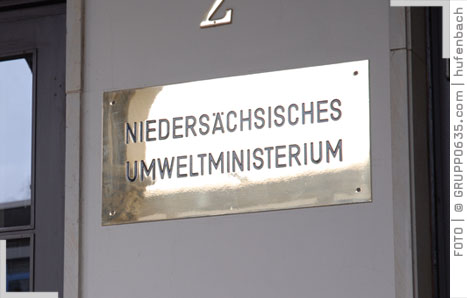 2
NIEDERSÄCHSISCHES
UMWELTMINISTERIUM
FOTO | © GRUPPO635.com | hufenbach